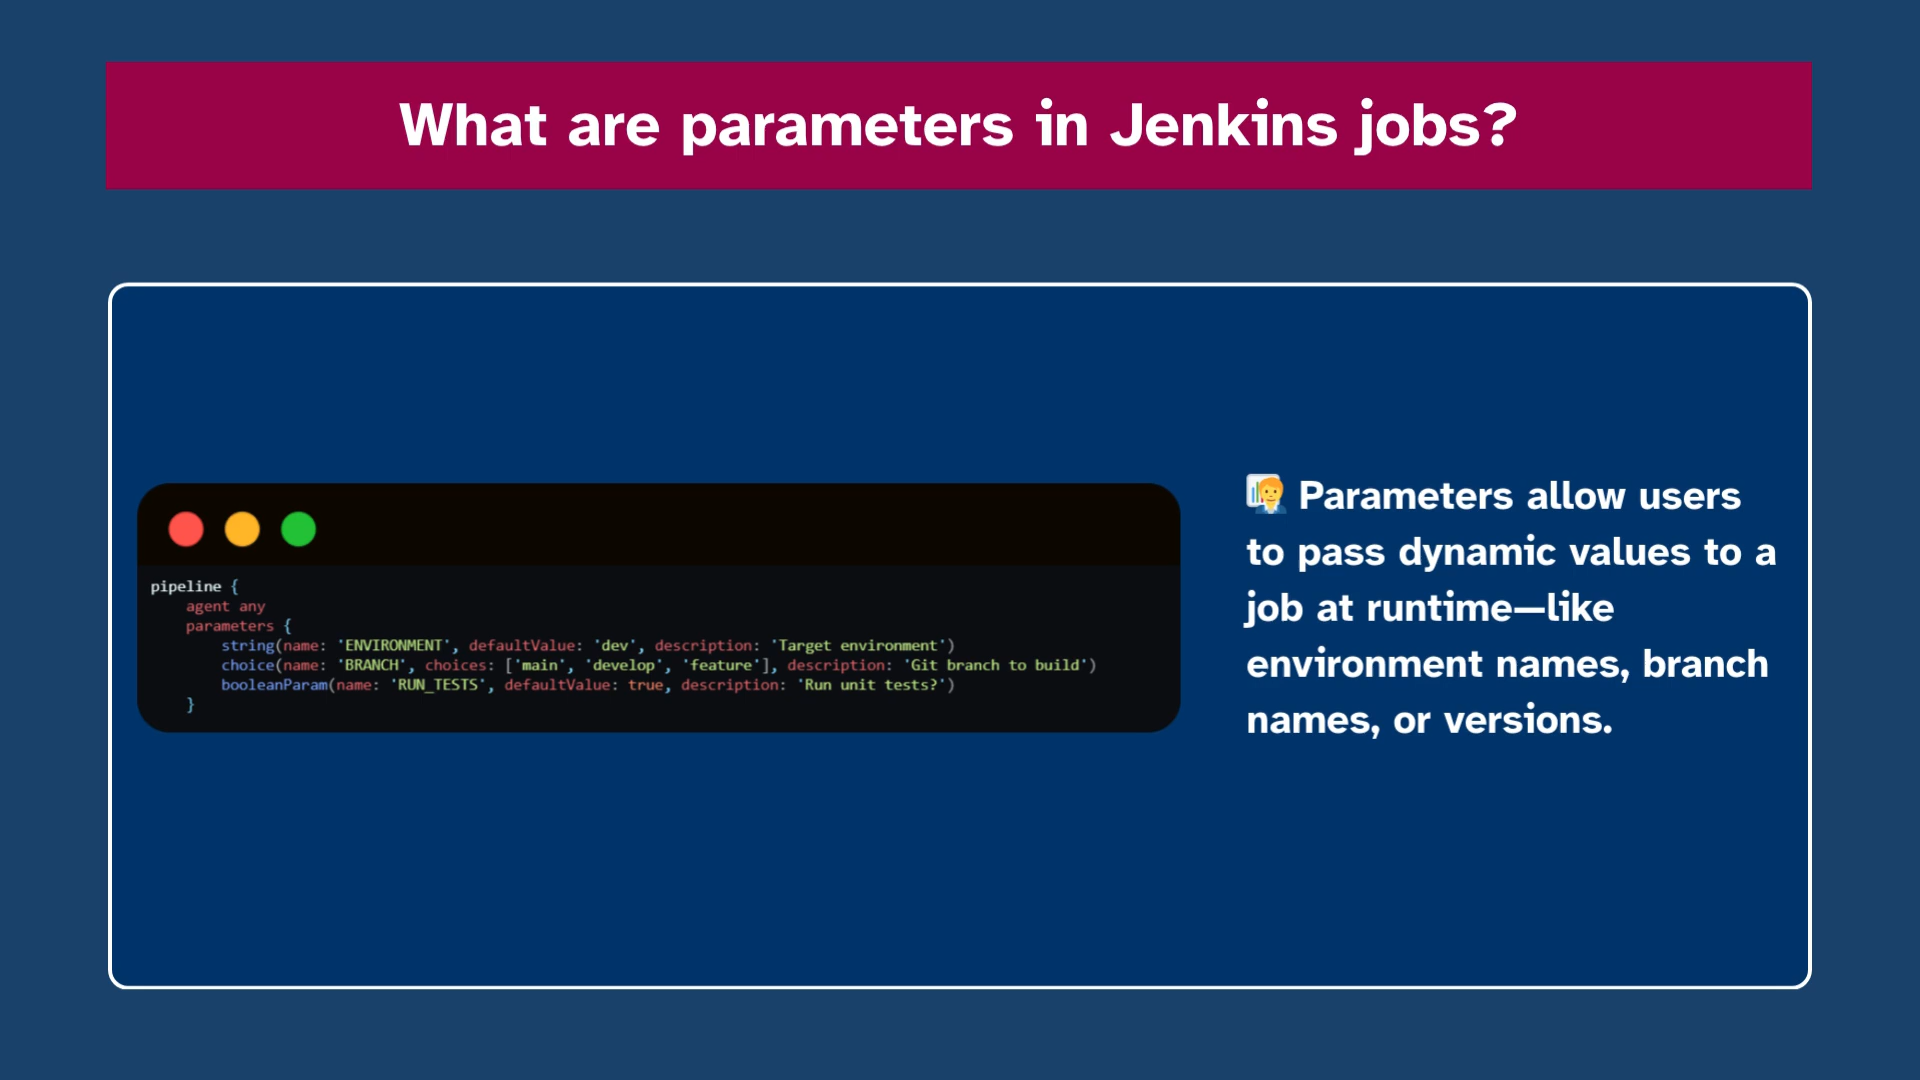 What are parameters in Jenkins jobs?
pipeline {
    agent any
    parameters {
        string(name: 'ENVIRONMENT', defaultValue: 'dev', description: 'Target environment')
        choice(name: 'BRANCH', choices: ['main', 'develop', 'feature'], description: 'Git branch to build')
        booleanParam(name: 'RUN_TESTS', defaultValue: true, description: 'Run unit tests?')
    }
Parameters allow users
to pass dynamic values to a
job at runtime—like
environment names, branch
names, or versions.